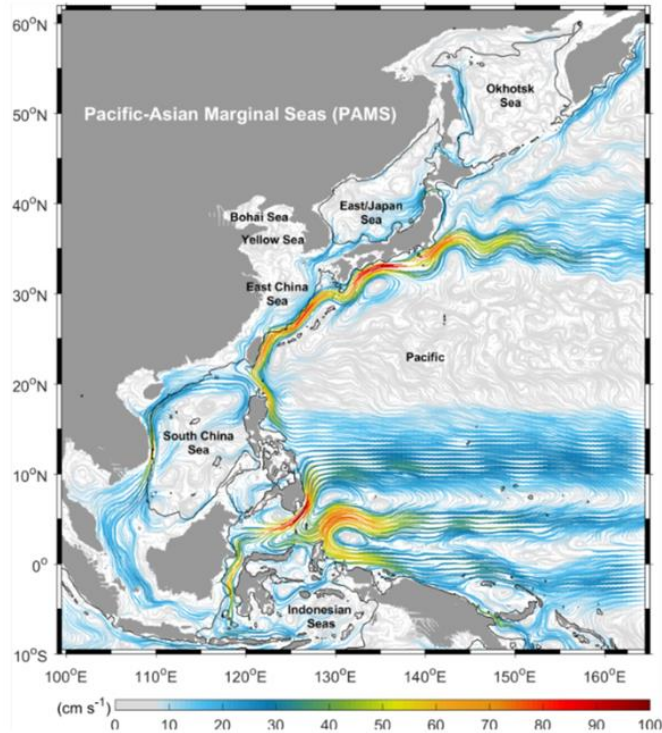 60°N
Okhotsk
Sea
Pacific-Asian Marginal Seas (PAMS)
50°N
40°N
Bohai Sea
East/Japan
Sea
Yellow Sea
30°N
East China
Sea
Pacific
20°N
South China
Sea
10°N
0°
Indonesian
Seas
10°S
100°E 110°E 120°E 130°E 140°E 150°E 160°E
(cm s⁻¹)
0 10 20 30 40 50 60 70 80 90 100